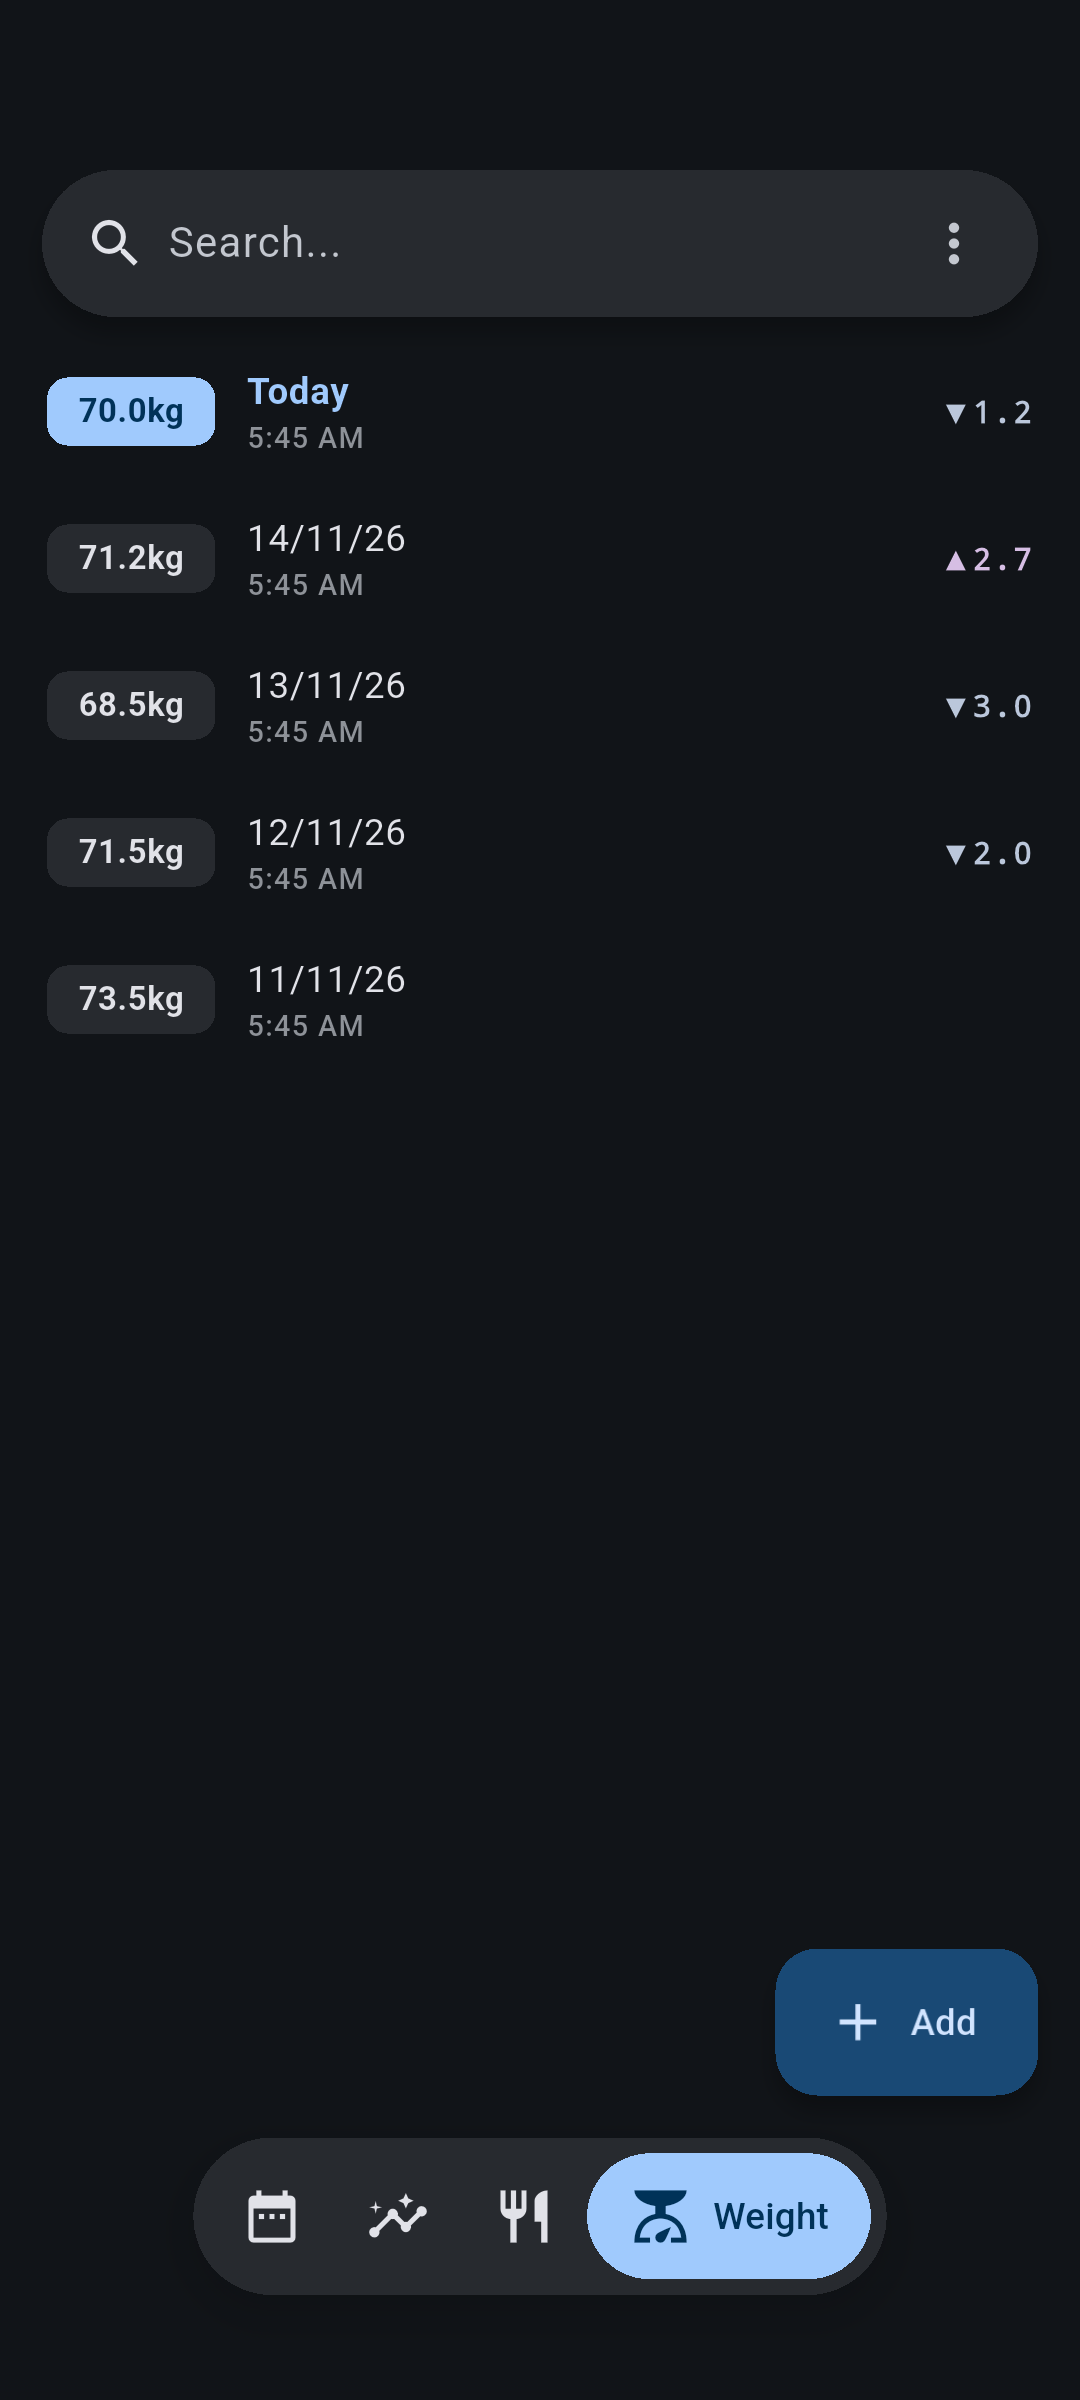 Search...
70.0kg
Today
5:45 AM
▼1.2
71.2kg
14/11/26
5:45 AM
▲2.7
68.5kg
13/11/26
5:45 AM
▼3.0
71.5kg
12/11/26
5:45 AM
▼2.0
73.5kg
11/11/26
5:45 AM
Add
Weight